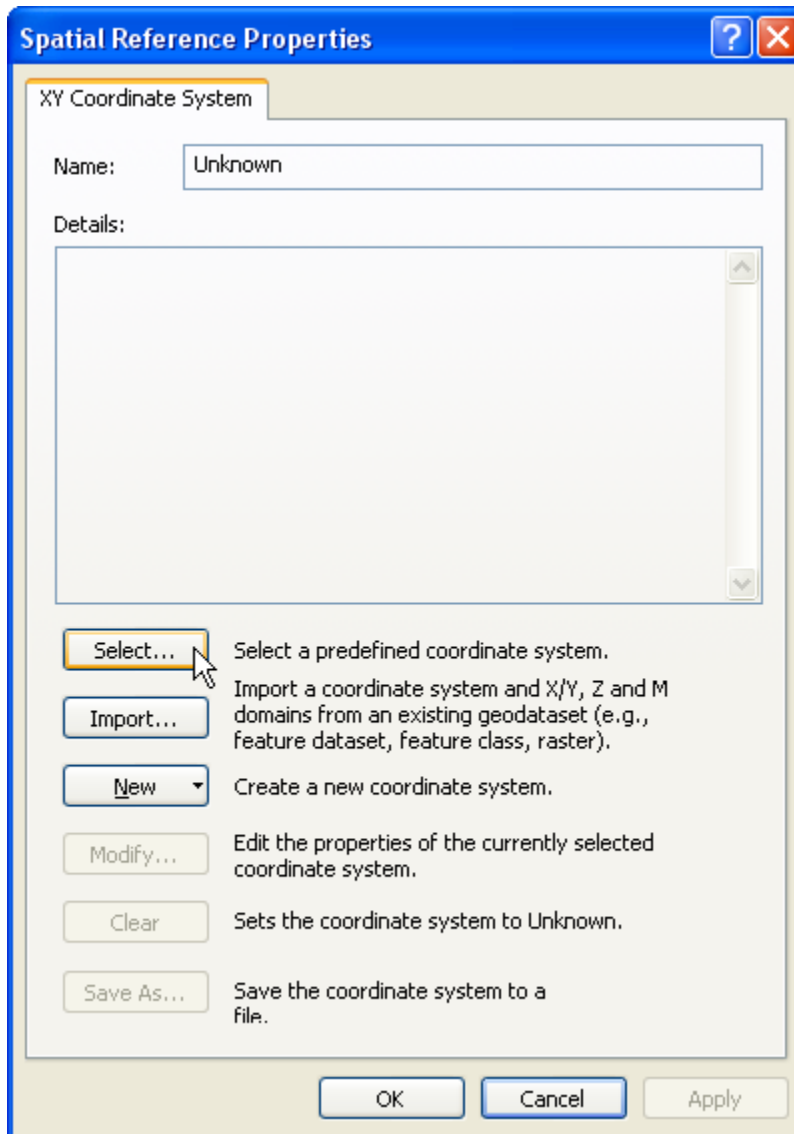 Spatial Reference Properties
XY Coordinate System
Name: Unknown
Details:
Select... Select a predefined coordinate system.
Import... Import a coordinate system and X/Y, Z and M
domains from an existing geodataset (e.g.,
feature dataset, feature class, raster).
New Create a new coordinate system.
Modify... Edit the properties of the currently selected
coordinate system.
Clear Sets the coordinate system to Unknown.
Save As... Save the coordinate system to a
file.
OK Cancel Apply